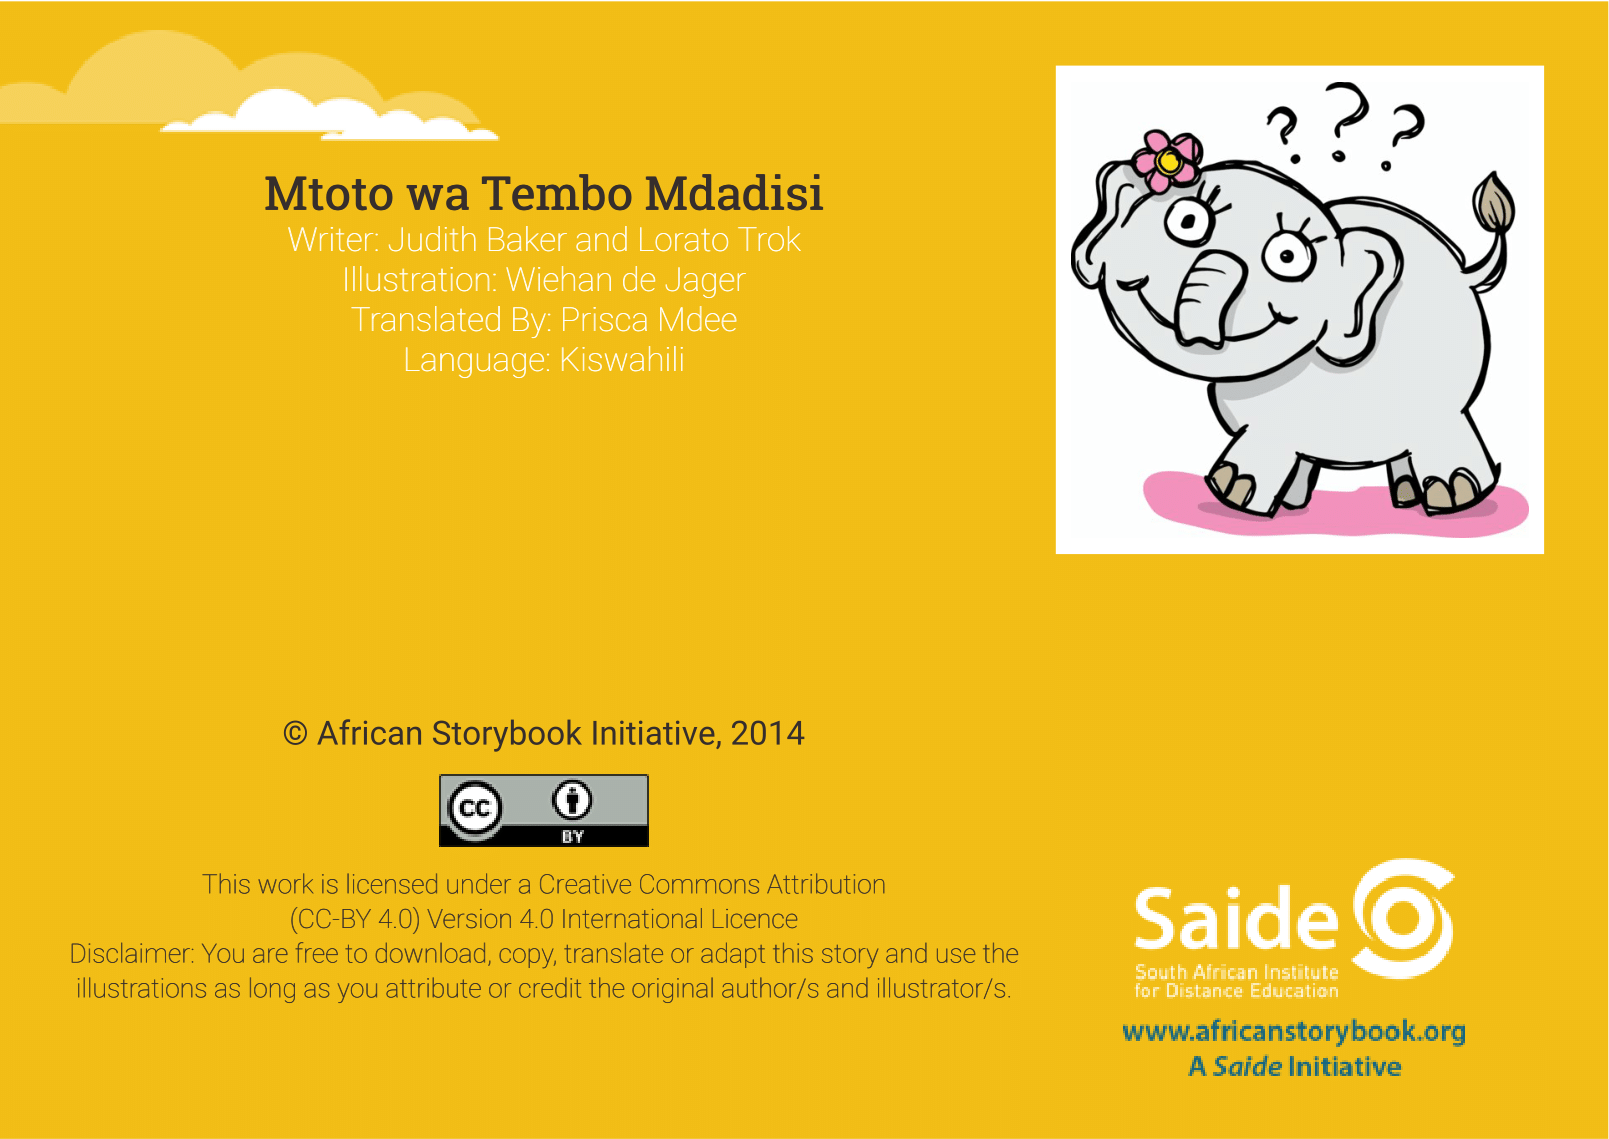 Mtoto wa Tembo Mdadisi
Writer: Judith Baker and Lorato Trok
Illustration: Wiehan de Jager
Translated By: Prisca Mdee
Language: Kiswahili
? ? ?
© African Storybook Initiative, 2014
CC BY
This work is licensed under a Creative Commons Attribution
(CC-BY 4.0) Version 4.0 International Licence
Disclaimer: You are free to download, copy, translate or adapt this story and use the
illustrations as long as you attribute or credit the original author/s and illustrator/s.
Saide
South African Institute
for Distance Education
www.africanstorybook.org
A Saide Initiative